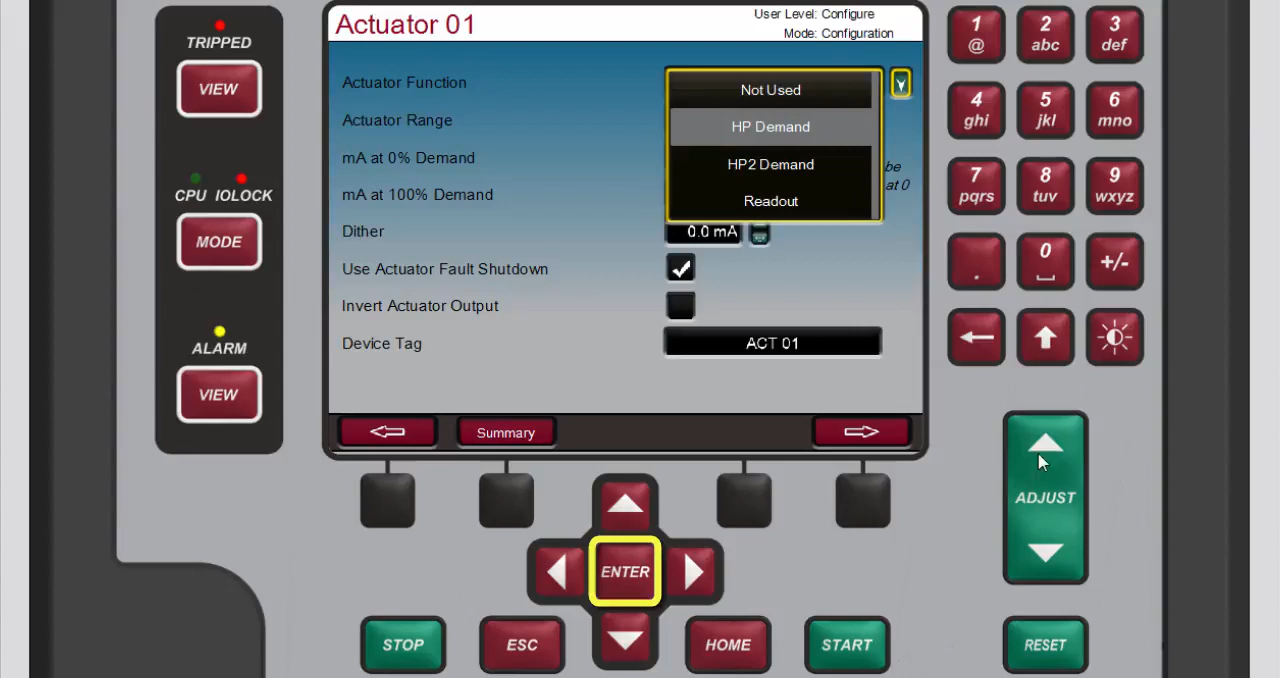 TRIPPED
VIEW
CPU IOLOCK
MODE
ALARM
VIEW
Actuator 01
User Level: Configure
Mode: Configuration
Actuator Function
Not Used
HP Demand
HP2 Demand
Readout
Actuator Range
mA at 0% Demand
be
at 0
mA at 100% Demand
Dither
0.0 mA
Use Actuator Fault Shutdown
Invert Actuator Output
Device Tag
ACT 01
Summary
1 2 3
@ abc def
4 5 6
ghi jkl mno
7 8 9
pqrs tuv wxyz
. 0 +/-
ADJUST
ENTER
STOP
ESC
HOME
START
RESET